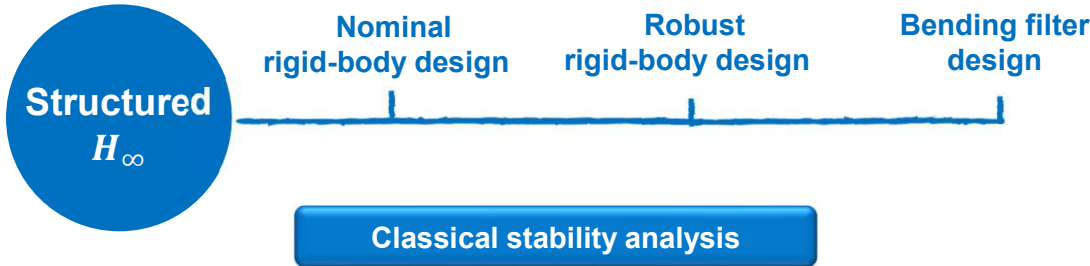 Structured
H∞
Nominal
rigid-body design
Robust
rigid-body design
Bending filter
design
Classical stability analysis